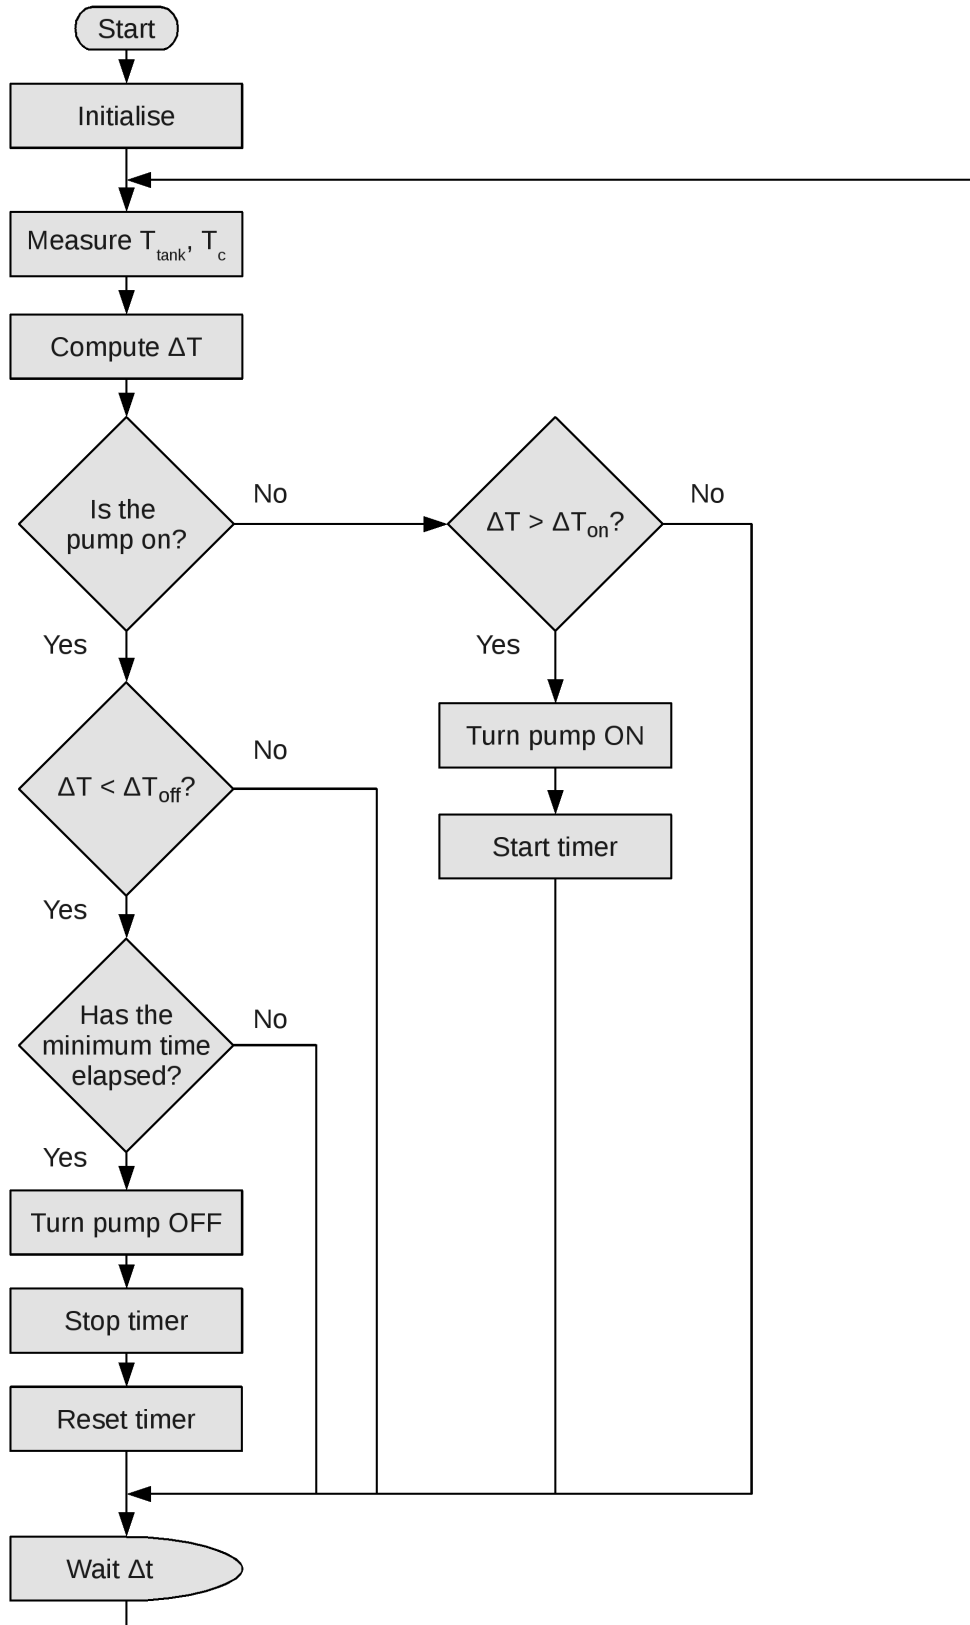 Start
Initialise
Measure T_tank, T_c
Compute ΔT
Is the
pump on?
No
Yes
ΔT > ΔT_on?
No
Yes
Turn pump ON
Start timer
ΔT < ΔT_off?
No
Yes
Has the
minimum time
elapsed?
No
Yes
Turn pump OFF
Stop timer
Reset timer
Wait Δt